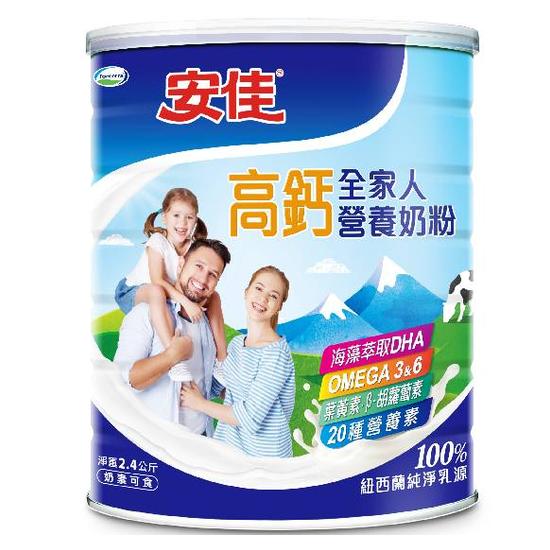 Fonterra
安佳®
高鈣
全家人
營養奶粉
海藻萃取DHA
OMEGA 3&6
葉黃素 β-胡蘿蔔素
20種營養素
淨重2.4公斤
奶素可食
100%
紐西蘭純淨乳源